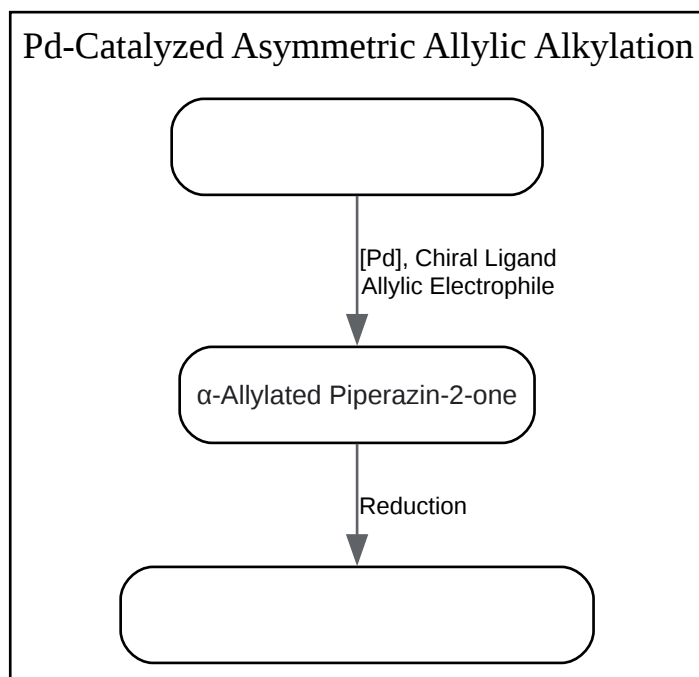 Pd-Catalyzed Asymmetric Allylic Alkylation
[Pd], Chiral Ligand
Allylic Electrophile
α-Allylated Piperazin-2-one
Reduction